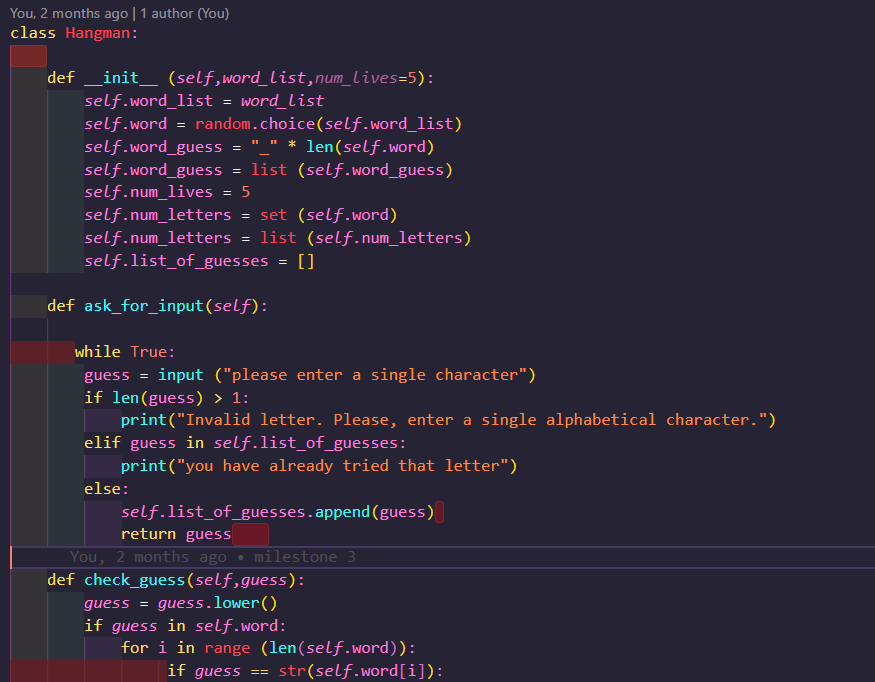 You, 2 months ago | 1 author (You)
class Hangman:
def __init__ (self,word_list,num_lives=5):
self.word_list = word_list
self.word = random.choice(self.word_list)
self.word_guess = "_" * len(self.word)
self.word_guess = list (self.word_guess)
self.num_lives = 5
self.num_letters = set (self.word)
self.num_letters = list (self.num_letters)
self.list_of_guesses = []
def ask_for_input(self):
while True:
guess = input ("please enter a single character")
if len(guess) > 1:
print("Invalid letter. Please, enter a single alphabetical character.")
elif guess in self.list_of_guesses:
print("you have already tried that letter")
else:
self.list_of_guesses.append(guess)
return guess
You, 2 months ago • milestone 3
def check_guess(self,guess):
guess = guess.lower()
if guess in self.word:
for i in range (len(self.word)):
if guess == str(self.word[i]):